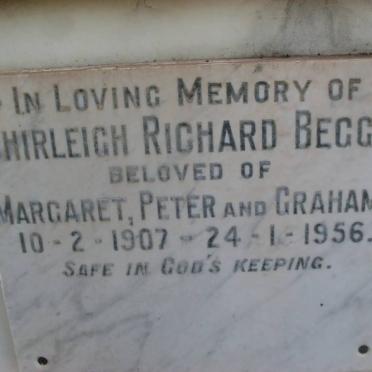 IN LOVING MEMORY OF
HIRLEIGH RICHARD BEGG
BELOVED OF
MARGARET, PETER AND GRAHAM
10-2-1907-24-1-1956.
SAFE IN GOD'S KEEPING.